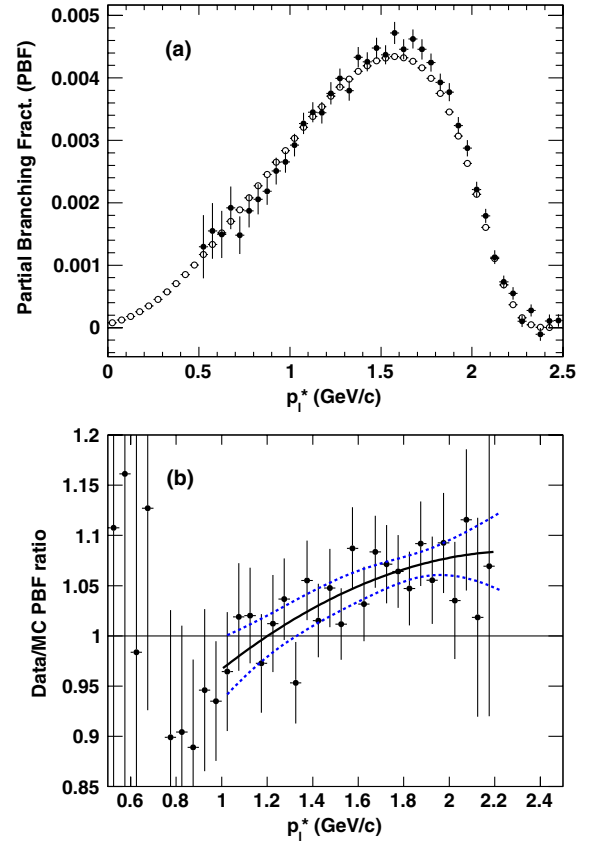 0.005
(a)
0.004
0.003
0.002
0.001
0
Partial Branching Fract. (PBF)
0 0.5 1 1.5 2 2.5
p_l* (GeV/c)
1.2
(b)
1.15
1.1
1.05
1
0.95
0.9
0.85
Data/MC PBF ratio
0.6 0.8 1 1.2 1.4 1.6 1.8 2 2.2 2.4
p_l* (GeV/c)